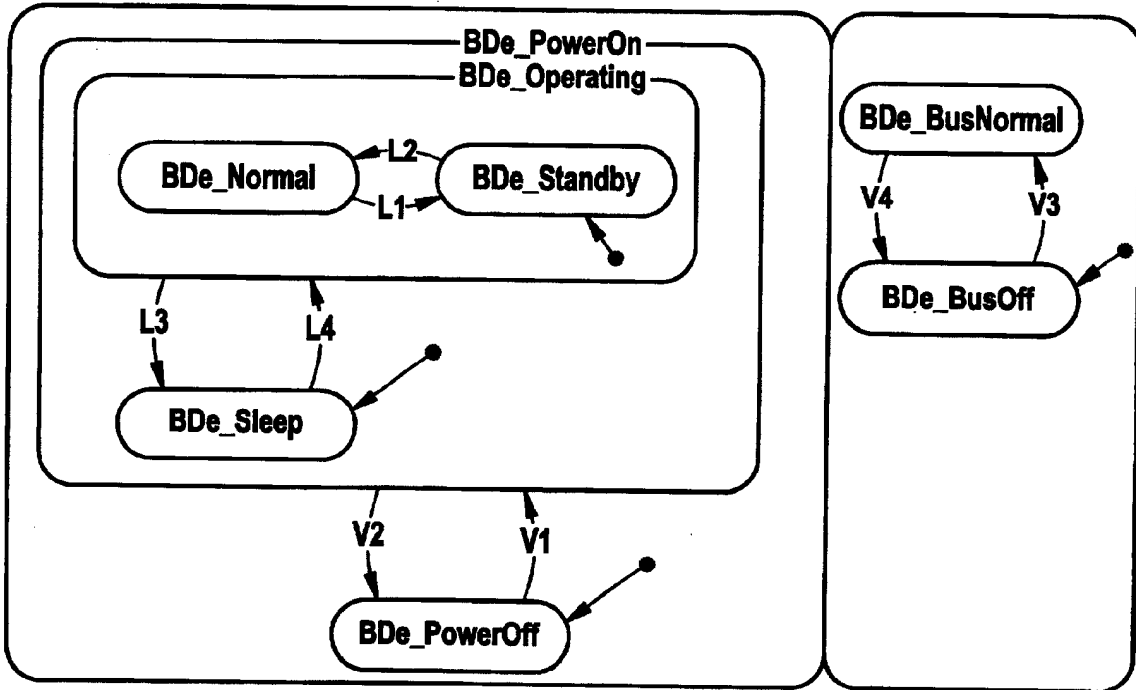 BDe_PowerOn
BDe_Operating
BDe_Normal
L2
BDe_Standby
L1
L3
L4
BDe_Sleep
V2
V1
BDe_PowerOff
BDe_BusNormal
V4
V3
BDe_BusOff